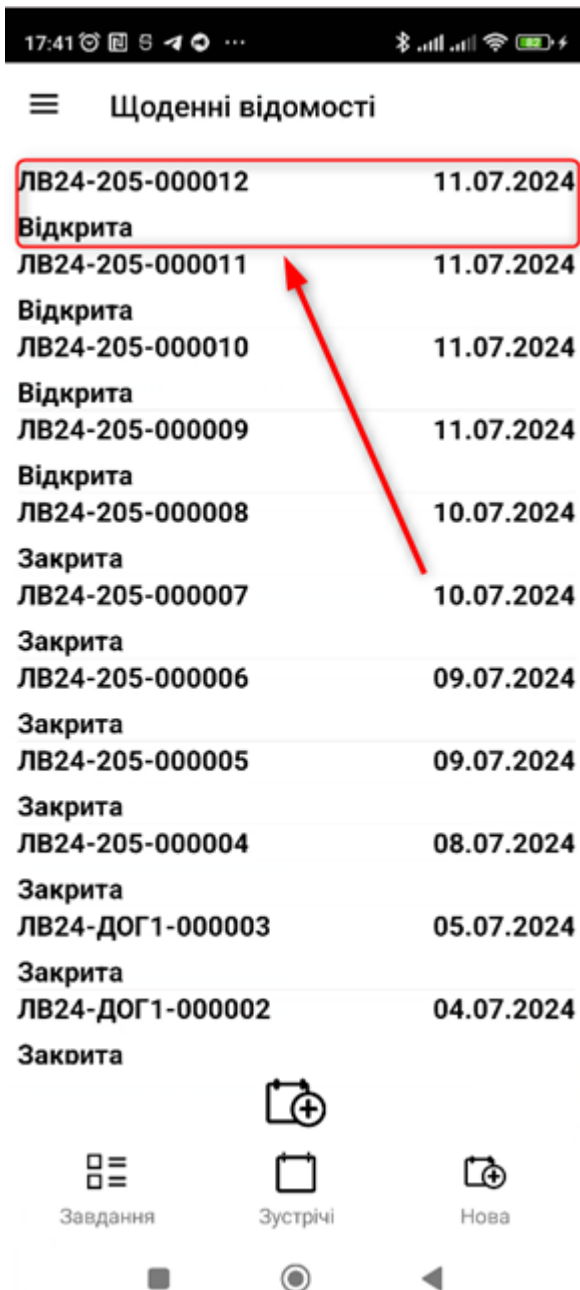 17:41
82
Щоденні відомості
ЛВ24-205-000012 11.07.2024
Відкрита
ЛВ24-205-000011 11.07.2024
Відкрита
ЛВ24-205-000010 11.07.2024
Відкрита
ЛВ24-205-000009 11.07.2024
Відкрита
ЛВ24-205-000008 10.07.2024
Закрита
ЛВ24-205-000007 10.07.2024
Закрита
ЛВ24-205-000006 09.07.2024
Закрита
ЛВ24-205-000005 09.07.2024
Закрита
ЛВ24-205-000004 08.07.2024
Закрита
ЛВ24-ДОГ1-000003 05.07.2024
Закрита
ЛВ24-ДОГ1-000002 04.07.2024
Закрита
Завдання Зустрічі Нова